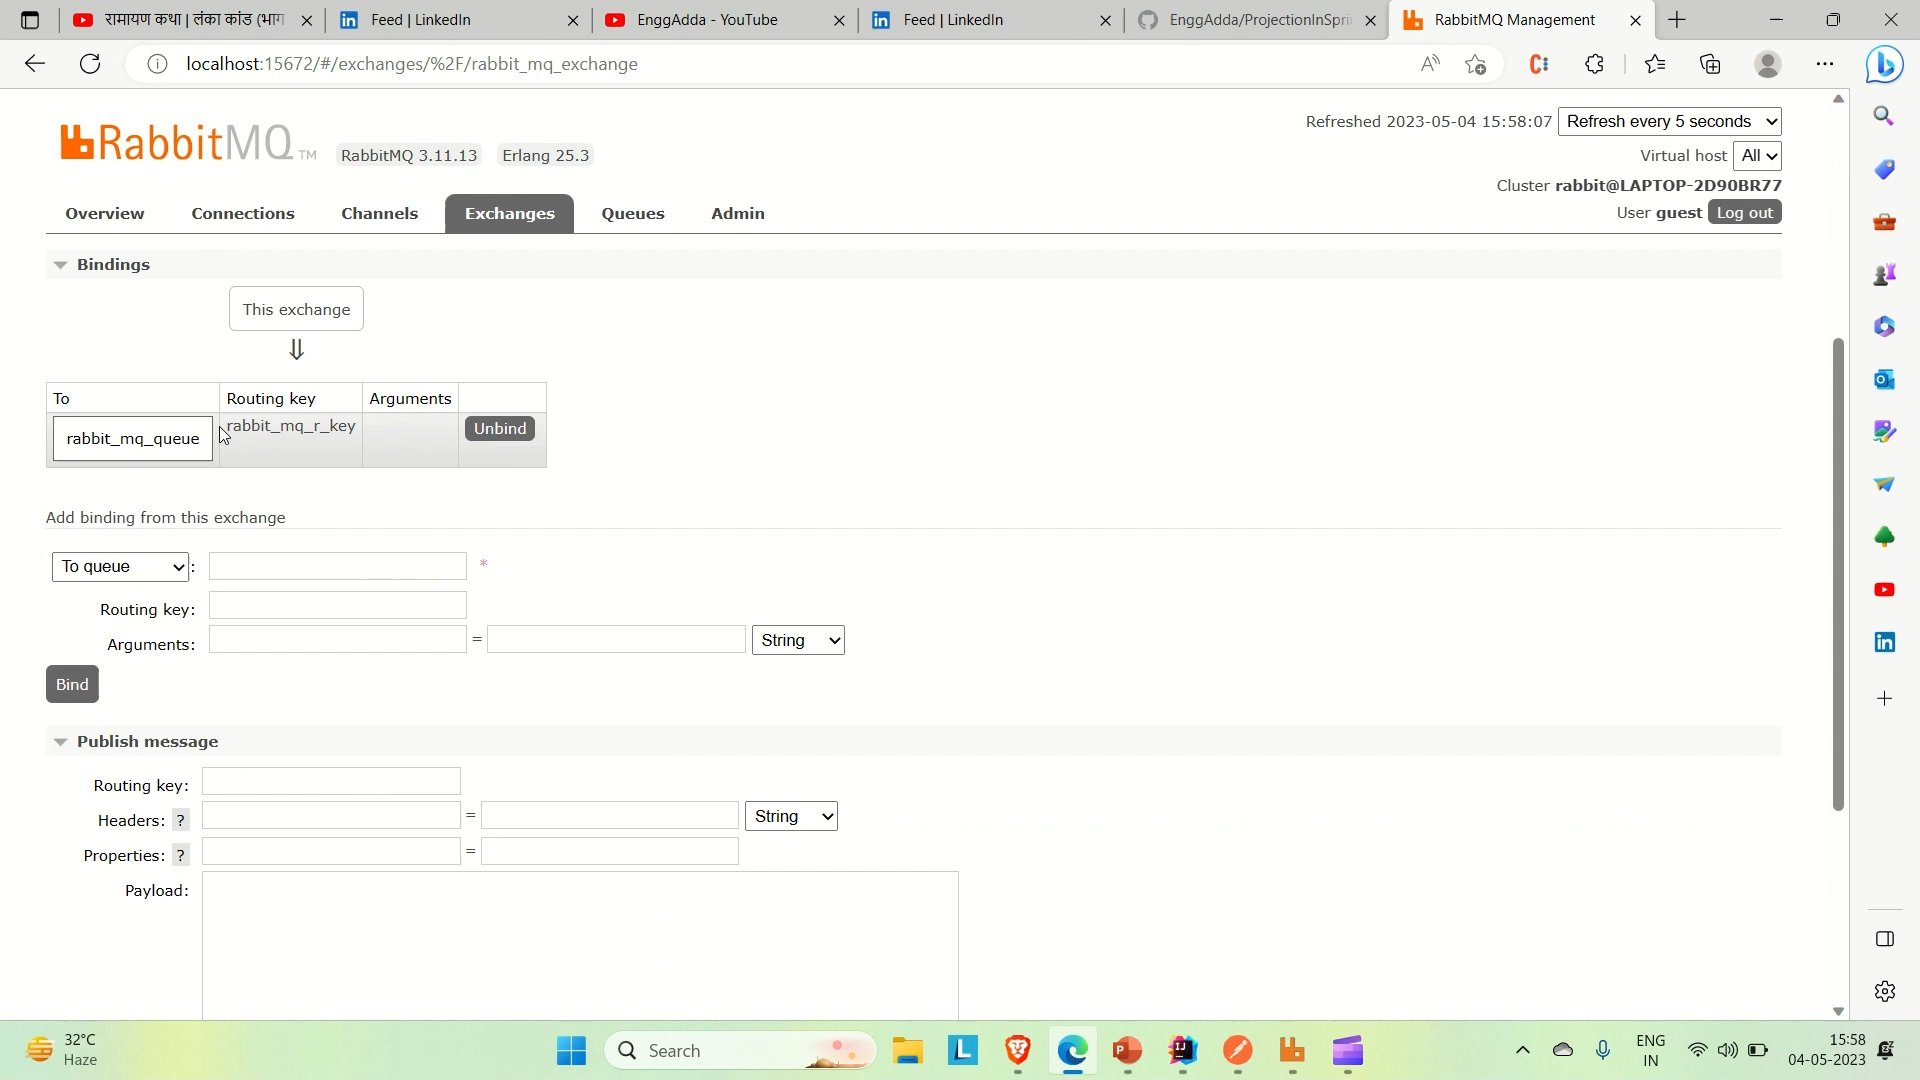 रामायण कथा | लंका कांड (भाग
Feed | LinkedIn
EnggAdda - YouTube
Feed | LinkedIn
EnggAdda/ProjectionInSpri
RabbitMQ Management
localhost:15672/#/exchanges/%2F/rabbit_mq_exchange
RabbitMQ TM
RabbitMQ 3.11.13
Erlang 25.3
Refreshed 2023-05-04 15:58:07
Refresh every 5 seconds
Virtual host All
Cluster rabbit@LAPTOP-2D90BR77
User guest Log out
Overview
Connections
Channels
Exchanges
Queues
Admin
Bindings
This exchange
⇓
To
Routing key
Arguments
rabbit_mq_queue
rabbit_mq_r_key
Unbind
Add binding from this exchange
To queue : *
Routing key:
Arguments: = String
Bind
Publish message
Routing key:
Headers: ? = String
Properties: ? =
Payload:
32°C
Haze
Search
ENG
IN
15:58
04-05-2023